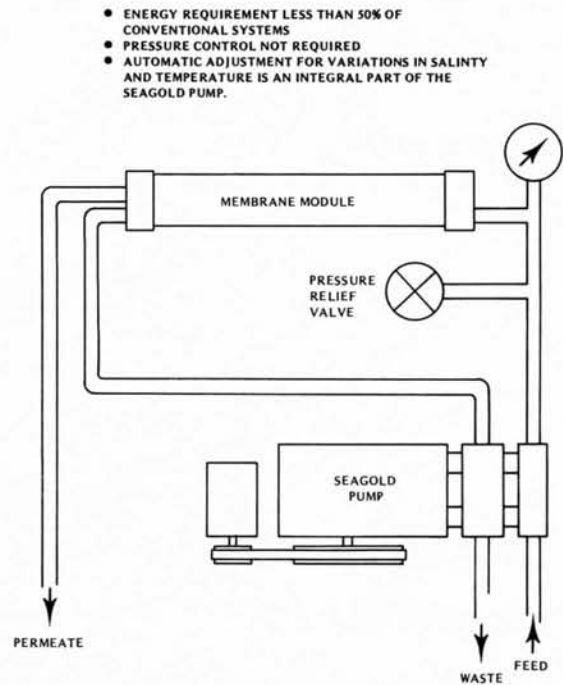 ● ENERGY REQUIREMENT LESS THAN 50% OF
CONVENTIONAL SYSTEMS
● PRESSURE CONTROL NOT REQUIRED
● AUTOMATIC ADJUSTMENT FOR VARIATIONS IN SALINTY
AND TEMPERATURE IS AN INTEGRAL PART OF THE
SEAGOLD PUMP.
MEMBRANE MODULE
PRESSURE
RELIEF
VALVE
SEAGOLD
PUMP
PERMEATE
WASTE
FEED